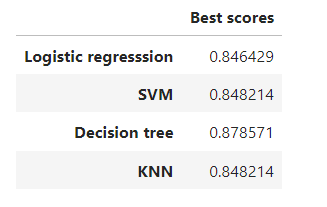 Best scores
Logistic regresssion 0.846429
SVM 0.848214
Decision tree 0.878571
KNN 0.848214